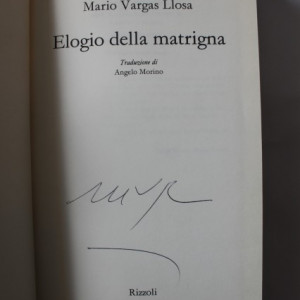 Mario Vargas Llosa
Elogio della matrigna
Traduzione di
Angelo Morino
Rizzoli